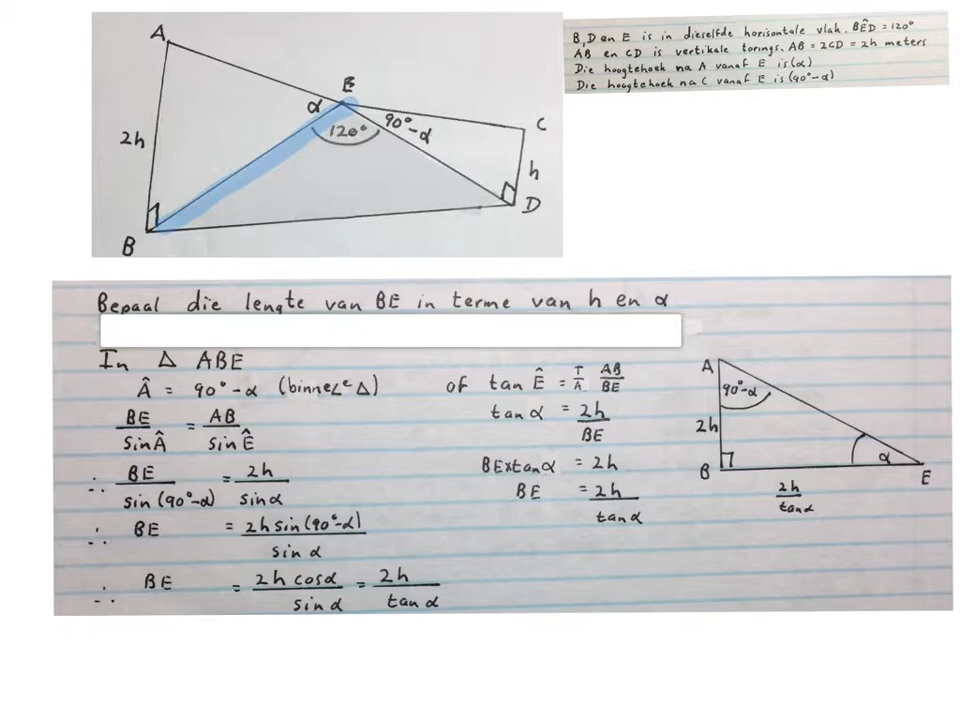 A
E
α
120°
90°-α
C
2h
h
B
D
B, D en E is in dieselfde horisontale vlak. BÊD = 120°
AB en CD is vertikale torings. AB = 2CD = 2h meters
Die hoogtehoek na A vanaf E is (α)
Die hoogtehoek na C vanaf E is (90°-α)
Bepaal die lengte van BE in terme van h en α
In △ ABE
Â = 90°-α (binne∠e △)
BE/sin Â = AB/sin Ê
∴ BE/sin(90°-α) = 2h/sin α
∴ BE = 2h sin(90°-α)/sin α
∴ BE = 2h cosα/sin α = 2h/tan α
of tan Ê = T/A AB/BE
tan α = 2h/BE
BE×tanα = 2h
BE = 2h/tan α
A
90°-α
2h
B
α
E
2h/tan α